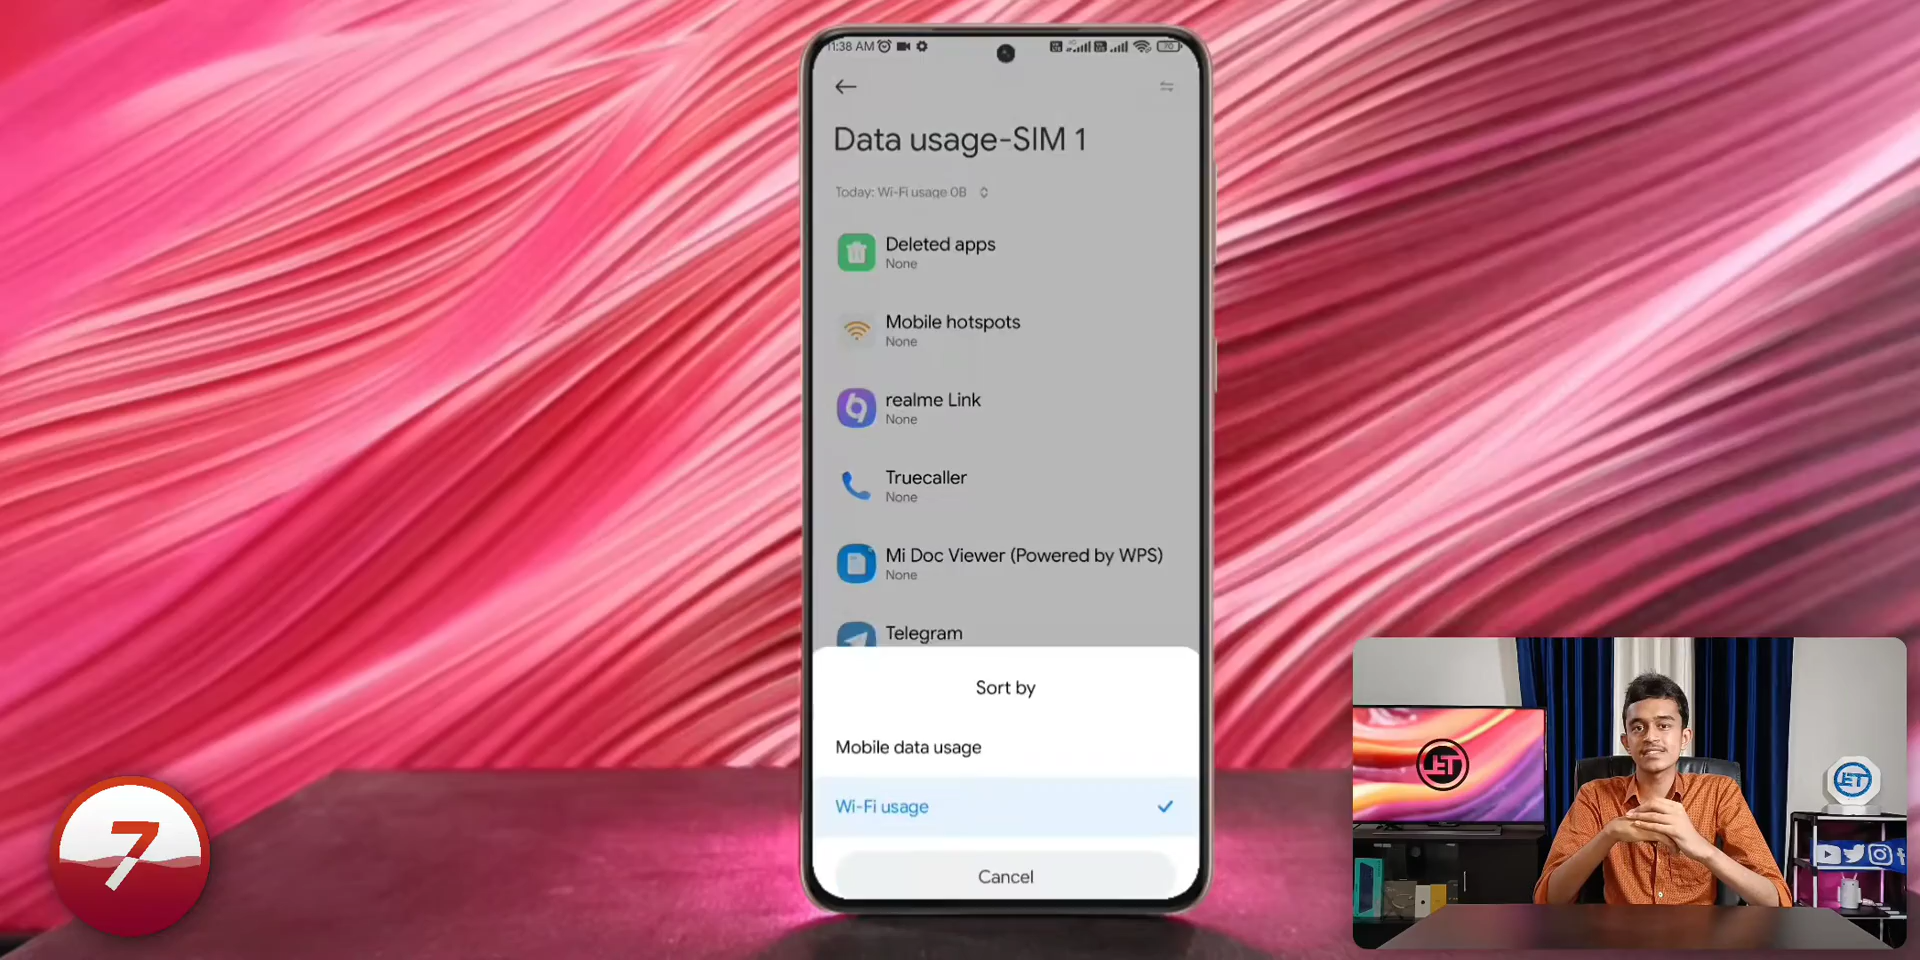 11:38 AM
70
Data usage-SIM 1
Today: Wi-Fi usage 0B
Deleted apps
None
Mobile hotspots
None
realme Link
None
Truecaller
None
Mi Doc Viewer (Powered by WPS)
None
Telegram
Sort by
Mobile data usage
Wi-Fi usage
Cancel
7